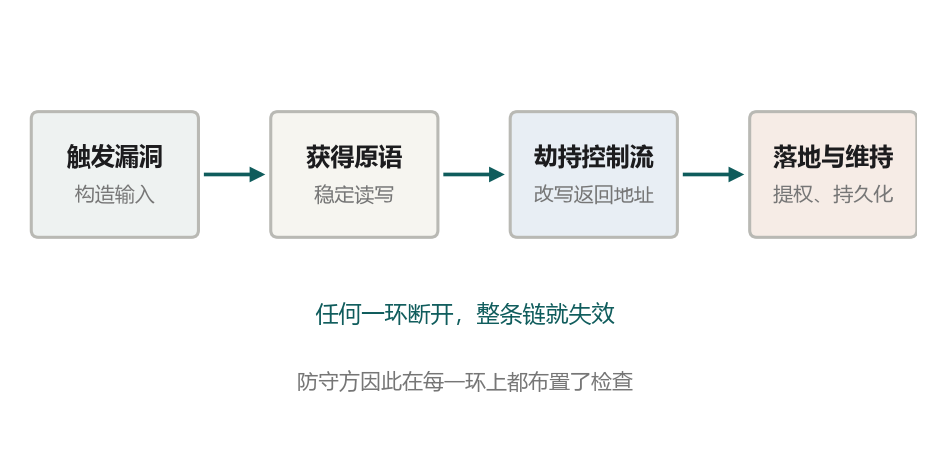 触发漏洞
构造输入
获得原语
稳定读写
劫持控制流
改写返回地址
落地与维持
提权、持久化
任何一环断开，整条链就失效
防守方因此在每一环上都布置了检查